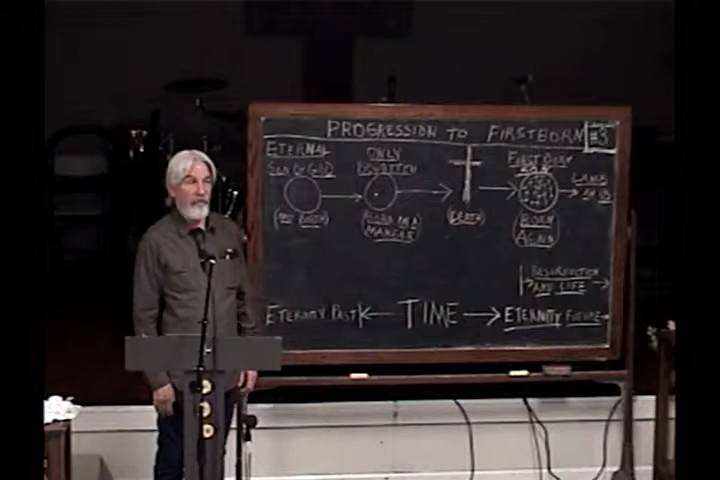 PROGRESSION TO FIRSTBORN #3
ETERNAL
SON OF GOD
(NOT BIRTH)
ONLY
BEGOTTEN
BORN IN A
MANGER
(DEATH)
FIRST BORN
BORN
AGAIN
LAMB
RESURRECTION
AND LIFE
ETERNITY PAST
TIME
ETERNITY FUTURE